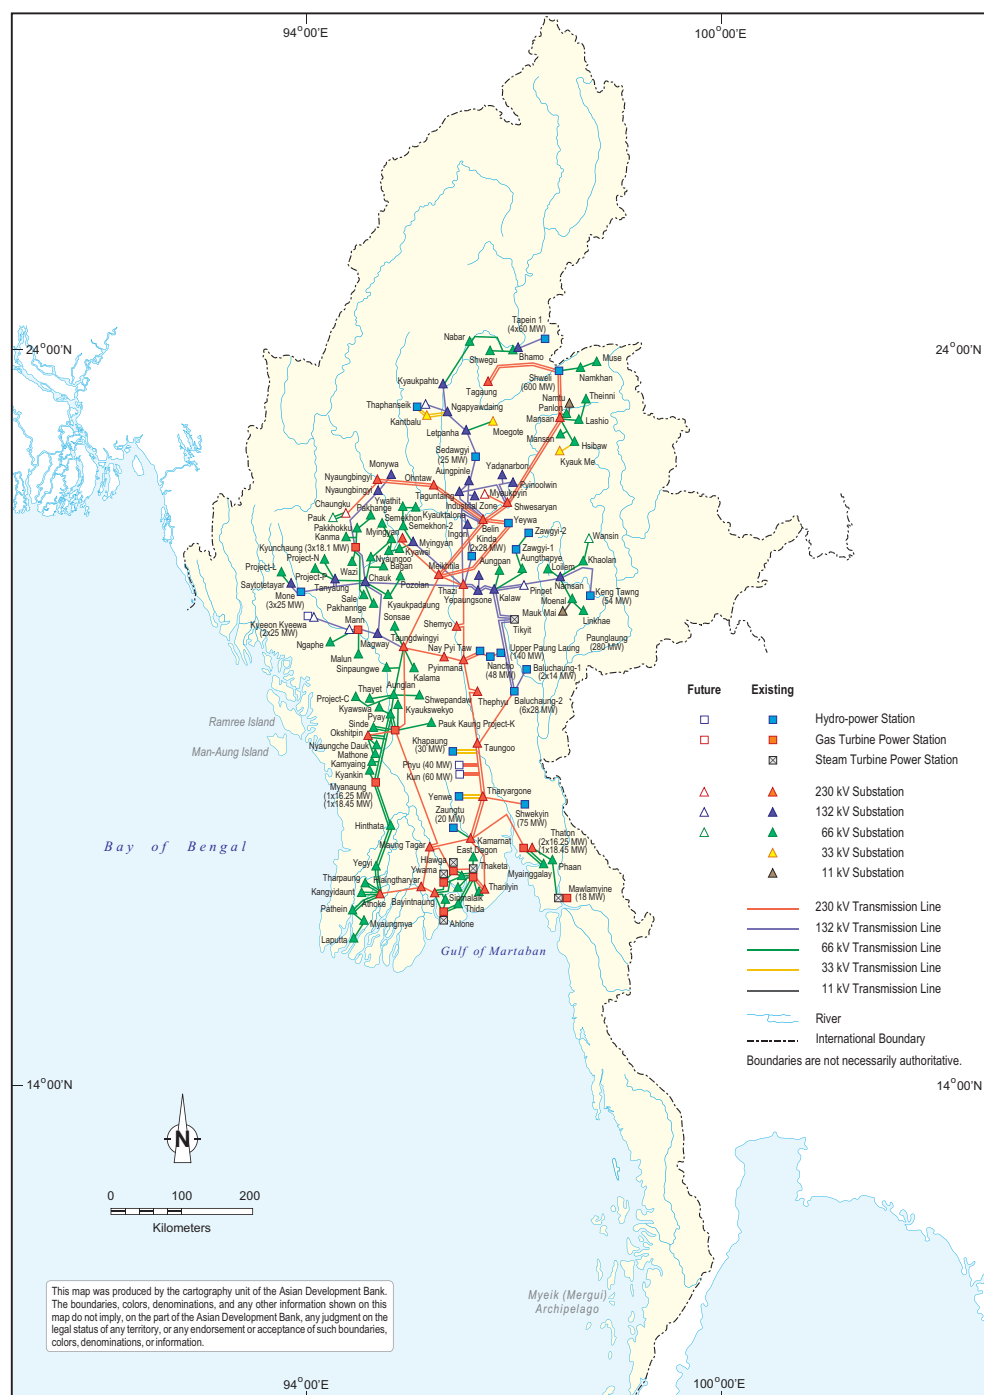 94°00'E
100°00'E
24°00'N
24°00'N
Tapein 1
(4x60 MW)
Nabar
Shwegu
Bhamo
Muse
Kyaukpahto
Tagaung
Shweli
(600 MW)
Namkhan
Namtu
Theinni
Thaphanseik
Ngapyawdaing
Panlon
Kantbalu
Mansan
Lashio
Letpanha
Moegote
Mansan
Hsibaw
Sedawgyi
(25 MW)
Kyauk Me
Monywa
Aungpinle
Yadanarbon
Nyaungbingyi
Ohntaw
Pyinoolwin
Nyaungbingyi
Taguntaing
Myaukpyin
Chaungku
Ywathit
Industrial Zone
Shwesaryan
Pauk
Pakhange
Kyauktalone
Semekhon
Belin
Yeywa
Pakkhokku
Semekhon-2
Ingon
Kinda
(2x28 MW)
Zawgyi-2
Kanma
Myingyan
Myingyan
Wansin
Kyunchaung (3x18.1 MW)
Kyawsi
Zawgyi-1
Project-N
Nyaungoo
Aungpan
Aungthapye
Khaolan
Project-L
Wazi
Bagan
Meikhtila
Loilem
Project-P
Chauk
Pozolan
Saytotetayar
Tanyaung
Thazi
Pinpet
Namsan
Mone
(3x25 MW)
Sale
Kyaukpadaung
Yepaungsone
Kalaw
Keng Tawng
(54 MW)
Pakhannge
Moenai
Mauk Mai
Linkhae
Kyeeon Kyeewa
(2x25 MW)
Mann
Sonsae
Shemyo
Tikyit
Magway
Taungdwingyi
Paunglaung
(280 MW)
Ngaphe
Nay Pyi Taw
Upper Paung Laung
(140 MW)
Malun
Pyinmana
Nancho
(48 MW)
Sinpaungwe
Kalama
Baluchaung-1
(2x14 MW)
Aunglan
Project-C
Thayet
Shwepandaw
Thephyu
Baluchaung-2
(6x28 MW)
Kyawswa
Kyaukswekyo
Pyay
Sinde
Pauk Kaung Project-K
Ramree Island
Okshitpin
Khapaung
(30 MW)
Man-Aung Island
Nyaungche Dauk
Taungoo
Mathone
Phyu (40 MW)
Kamyaing
Kun (60 MW)
Kyankin
Myanaung
(1x16.25 MW)
(1x18.45 MW)
Yenwe
Tharyargone
Zaungtu
(20 MW)
Shwekyin
(75 MW)
Hinthata
Thaton
(2x16.25 MW)
(1x18.45 MW)
Bay of Bengal
Maung Tagar
Kamarnat
East Dagon
Yegyi
Hlawga
Phaan
Tharpaung
Ywama
Thaketa
Myainggalay
Hlaingtharyar
Kangyidaunt
Mawlamyine
(18 MW)
Athoke
Bayintnaung
Thanlyin
Pathein
Thida
Myaungmya
Ahlone
Laputta
Gulf of Martaban
Future
Existing
Hydro-power Station
Gas Turbine Power Station
Steam Turbine Power Station
230 kV Substation
132 kV Substation
66 kV Substation
33 kV Substation
11 kV Substation
230 kV Transmission Line
132 kV Transmission Line
66 kV Transmission Line
33 kV Transmission Line
11 kV Transmission Line
River
International Boundary
Boundaries are not necessarily authoritative.
14°00'N
14°00'N
N
0 100 200
Kilometers
Myeik (Mergui)
Archipelago
This map was produced by the cartography unit of the Asian Development Bank.
The boundaries, colors, denominations, and any other information shown on this
map do not imply, on the part of the Asian Development Bank, any judgment on the
legal status of any territory, or any endorsement or acceptance of such boundaries,
colors, denominations, or information.
94°00'E
100°00'E